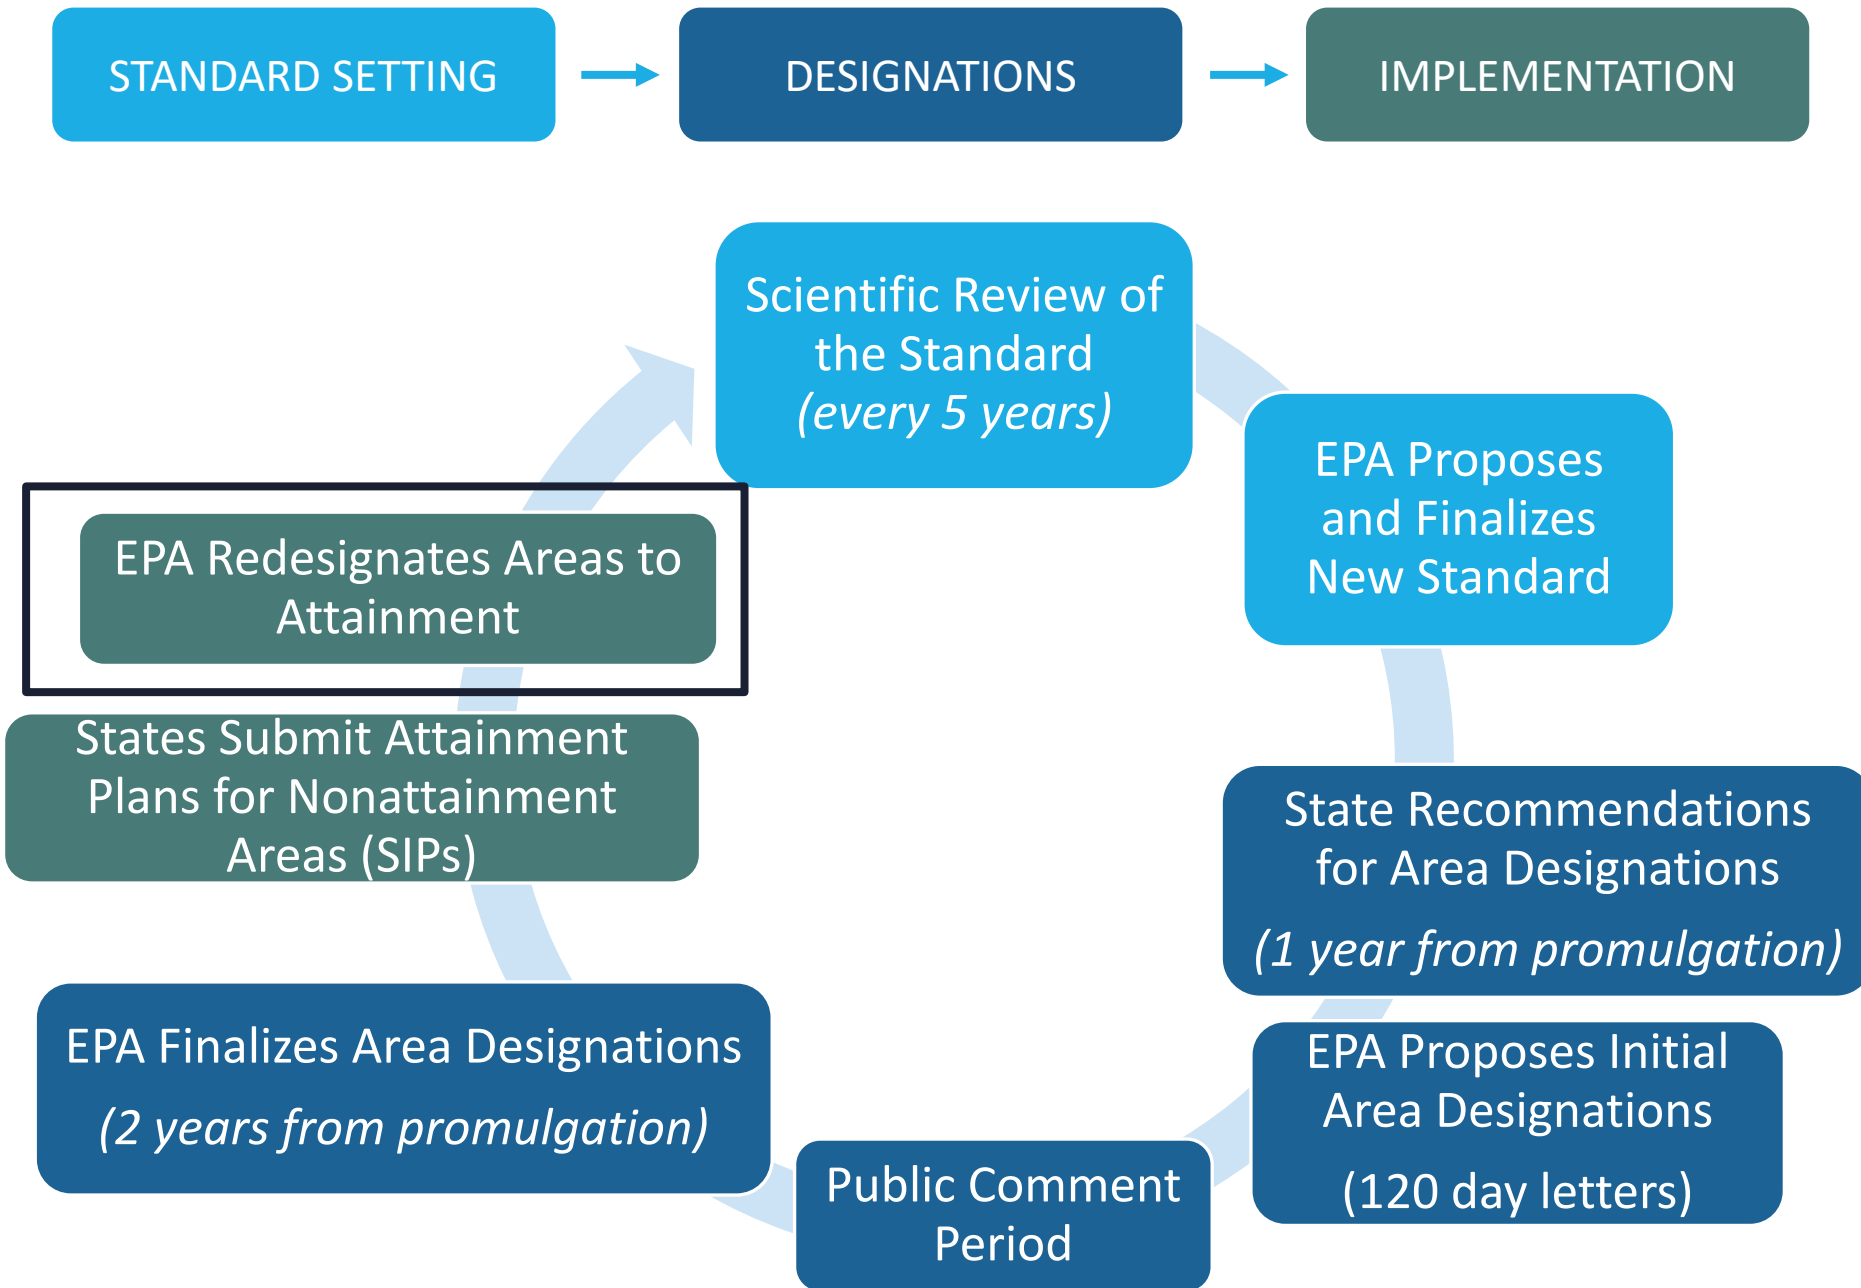 STANDARD SETTING
DESIGNATIONS
IMPLEMENTATION
Scientific Review of
the Standard
(every 5 years)
EPA Proposes
and Finalizes
New Standard
State Recommendations
for Area Designations
(1 year from promulgation)
EPA Proposes Initial
Area Designations
(120 day letters)
Public Comment
Period
EPA Finalizes Area Designations
(2 years from promulgation)
States Submit Attainment
Plans for Nonattainment
Areas (SIPs)
EPA Redesignates Areas to
Attainment